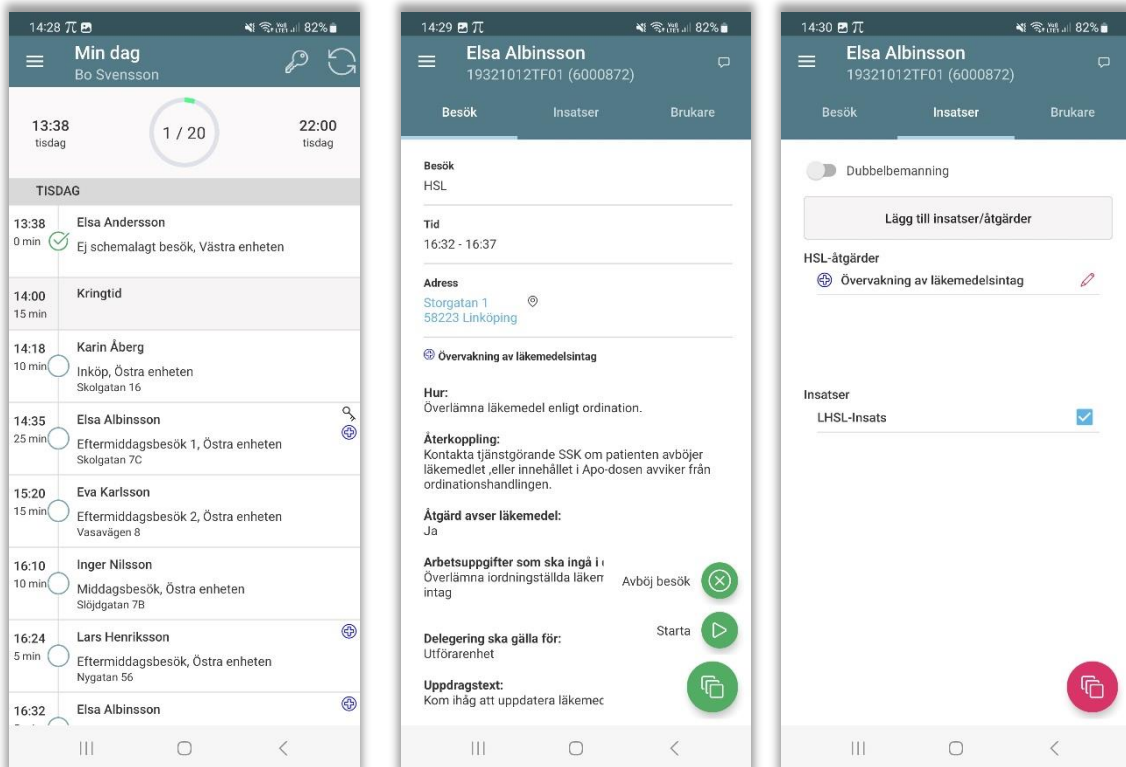 14:28
82%
Min dag
Bo Svensson
13:38
tisdag
1 / 20
22:00
tisdag
TISDAG
13:38
0 min
Elsa Andersson
Ej schemalagt besök, Västra enheten
14:00
15 min
Kringtid
14:18
10 min
Karin Åberg
Inköp, Östra enheten
Skolgatan 16
14:35
25 min
Elsa Albinsson
Eftermiddagsbesök 1, Östra enheten
Skolgatan 7C
15:20
15 min
Eva Karlsson
Eftermiddagsbesök 2, Östra enheten
Vasavägen 8
16:10
10 min
Inger Nilsson
Middagsbesök, Östra enheten
Slöjdgatan 7B
16:24
5 min
Lars Henriksson
Eftermiddagsbesök, Östra enheten
Nygatan 56
16:32
Elsa Albinsson
14:29
82%
Elsa Albinsson
19321012TF01 (6000872)
Besök Insatser Brukare
Besök
HSL
Tid
16:32 - 16:37
Adress
Storgatan 1
58223 Linköping
Övervakning av läkemedelsintag
Hur:
Överlämna läkemedel enligt ordination.
Återkoppling:
Kontakta tjänstgörande SSK om patienten avböjer
läkemedlet ,eller innehållet i Apo-dosen avviker från
ordinationshandlingen.
Åtgärd avser läkemedel:
Ja
Arbetsuppgifter som ska ingå i
Överlämna iordningställda läkem
intag
Avböj besök
Starta
Delegering ska gälla för:
Utförarenhet
Uppdragstext:
Kom ihåg att uppdatera läkemec
14:30
82%
Elsa Albinsson
19321012TF01 (6000872)
Besök Insatser Brukare
Dubbelbemanning
Lägg till insatser/åtgärder
HSL-åtgärder
Övervakning av läkemedelsintag
Insatser
LHSL-Insats